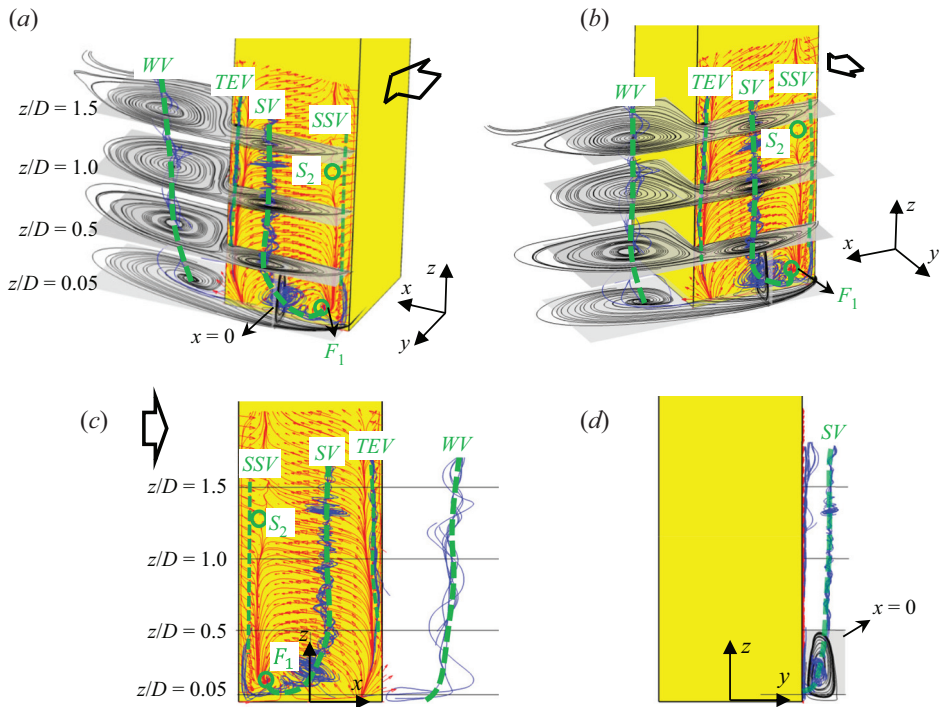 (a)
WV
TEV
SV
SSV
S2
z/D = 1.5
z/D = 1.0
z/D = 0.5
z/D = 0.05
x = 0
F1
z
x
y
(b)
WV
TEV
SV
SSV
S2
F1
z
x
y
(c)
SSV
SV
TEV
WV
z/D = 1.5
S2
z/D = 1.0
z/D = 0.5
F1
z
x
z/D = 0.05
(d)
SV
x = 0
z
y